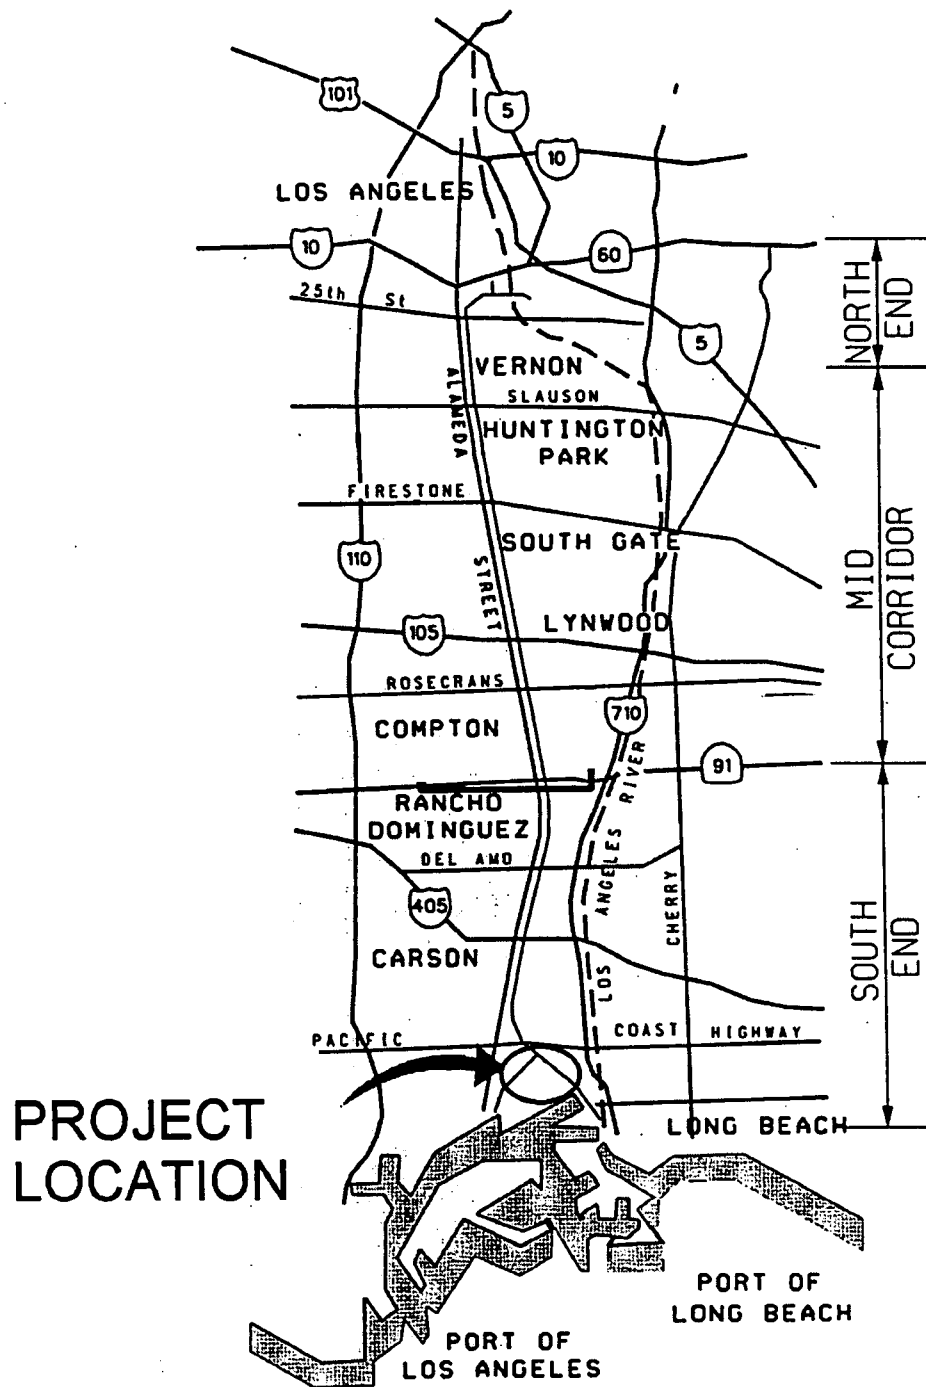 101
5
10
LOS ANGELES
10
60
25th St
5
NORTH
END
VERNON
ALAMEDA
SLAUSON
HUNTINGTON
PARK
FIRESTONE
SOUTH GATE
110
STREET
MID
CORRIDOR
LYNWOOD
105
ROSECRANS
710
COMPTON
91
RANCHO
DOMINGUEZ
DEL AMO
LOS ANGELES RIVER
CHERRY
405
CARSON
SOUTH
END
PACIFIC COAST HIGHWAY
PROJECT
LOCATION
LONG BEACH
PORT OF
LONG BEACH
PORT OF
LOS ANGELES